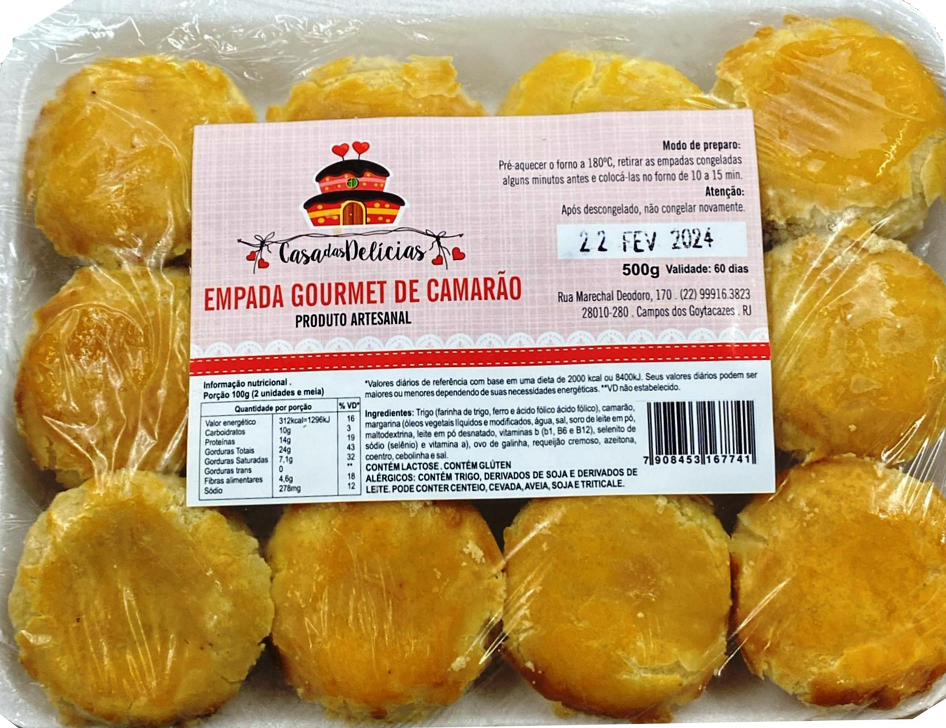 Casa das Delícias
EMPADA GOURMET DE CAMARÃO
PRODUTO ARTESANAL
Modo de preparo:
Pré-aquecer o forno a 180ºC, retirar as empadas congeladas
alguns minutos antes e colocá-las no forno de 10 a 15 min.
Atenção:
Após descongelado, não congelar novamente.
22 FEV 2024
500g Validade: 60 dias
Rua Marechal Deodoro, 170 . (22) 99916.3823
28010-280 . Campos dos Goytacazes . RJ
Informação nutricional .
Porção 100g (2 unidades e meia)
Quantidade por porção % VD*
Valor energético 312kcal=1296kJ 16
Carboidratos 10g 3
Proteínas 14g 19
Gorduras Totais 24g 43
Gorduras Saturadas 7,1g 32
Gorduras trans 0 **
Fibras alimentares 4,6g 18
Sódio 278mg 12
*Valores diários de referência com base em uma dieta de 2000 kcal ou 8400kJ. Seus valores diários podem ser
maiores ou menores dependendo de suas necessidades energéticas. **VD não estabelecido.
Ingredientes: Trigo (farinha de trigo, ferro e ácido fólico ácido fólico), camarão,
margarina (óleos vegetais líquidos e modificados, água, sal, soro de leite em pó,
maltodextrina, leite em pó desnatado, vitaminas b (b1, B6 e B12), selenito de
sódio (selênio) e vitamina a), ovo de galinha, requeijão cremoso, azeitona,
coentro, cebolinha e sal.
CONTÉM LACTOSE . CONTÉM GLÚTEN
ALÉRGICOS: CONTÉM TRIGO, DERIVADOS DE SOJA E DERIVADOS DE
LEITE. PODE CONTER CENTEIO, CEVADA, AVEIA, SOJA E TRITICALE.
7 908453 167741